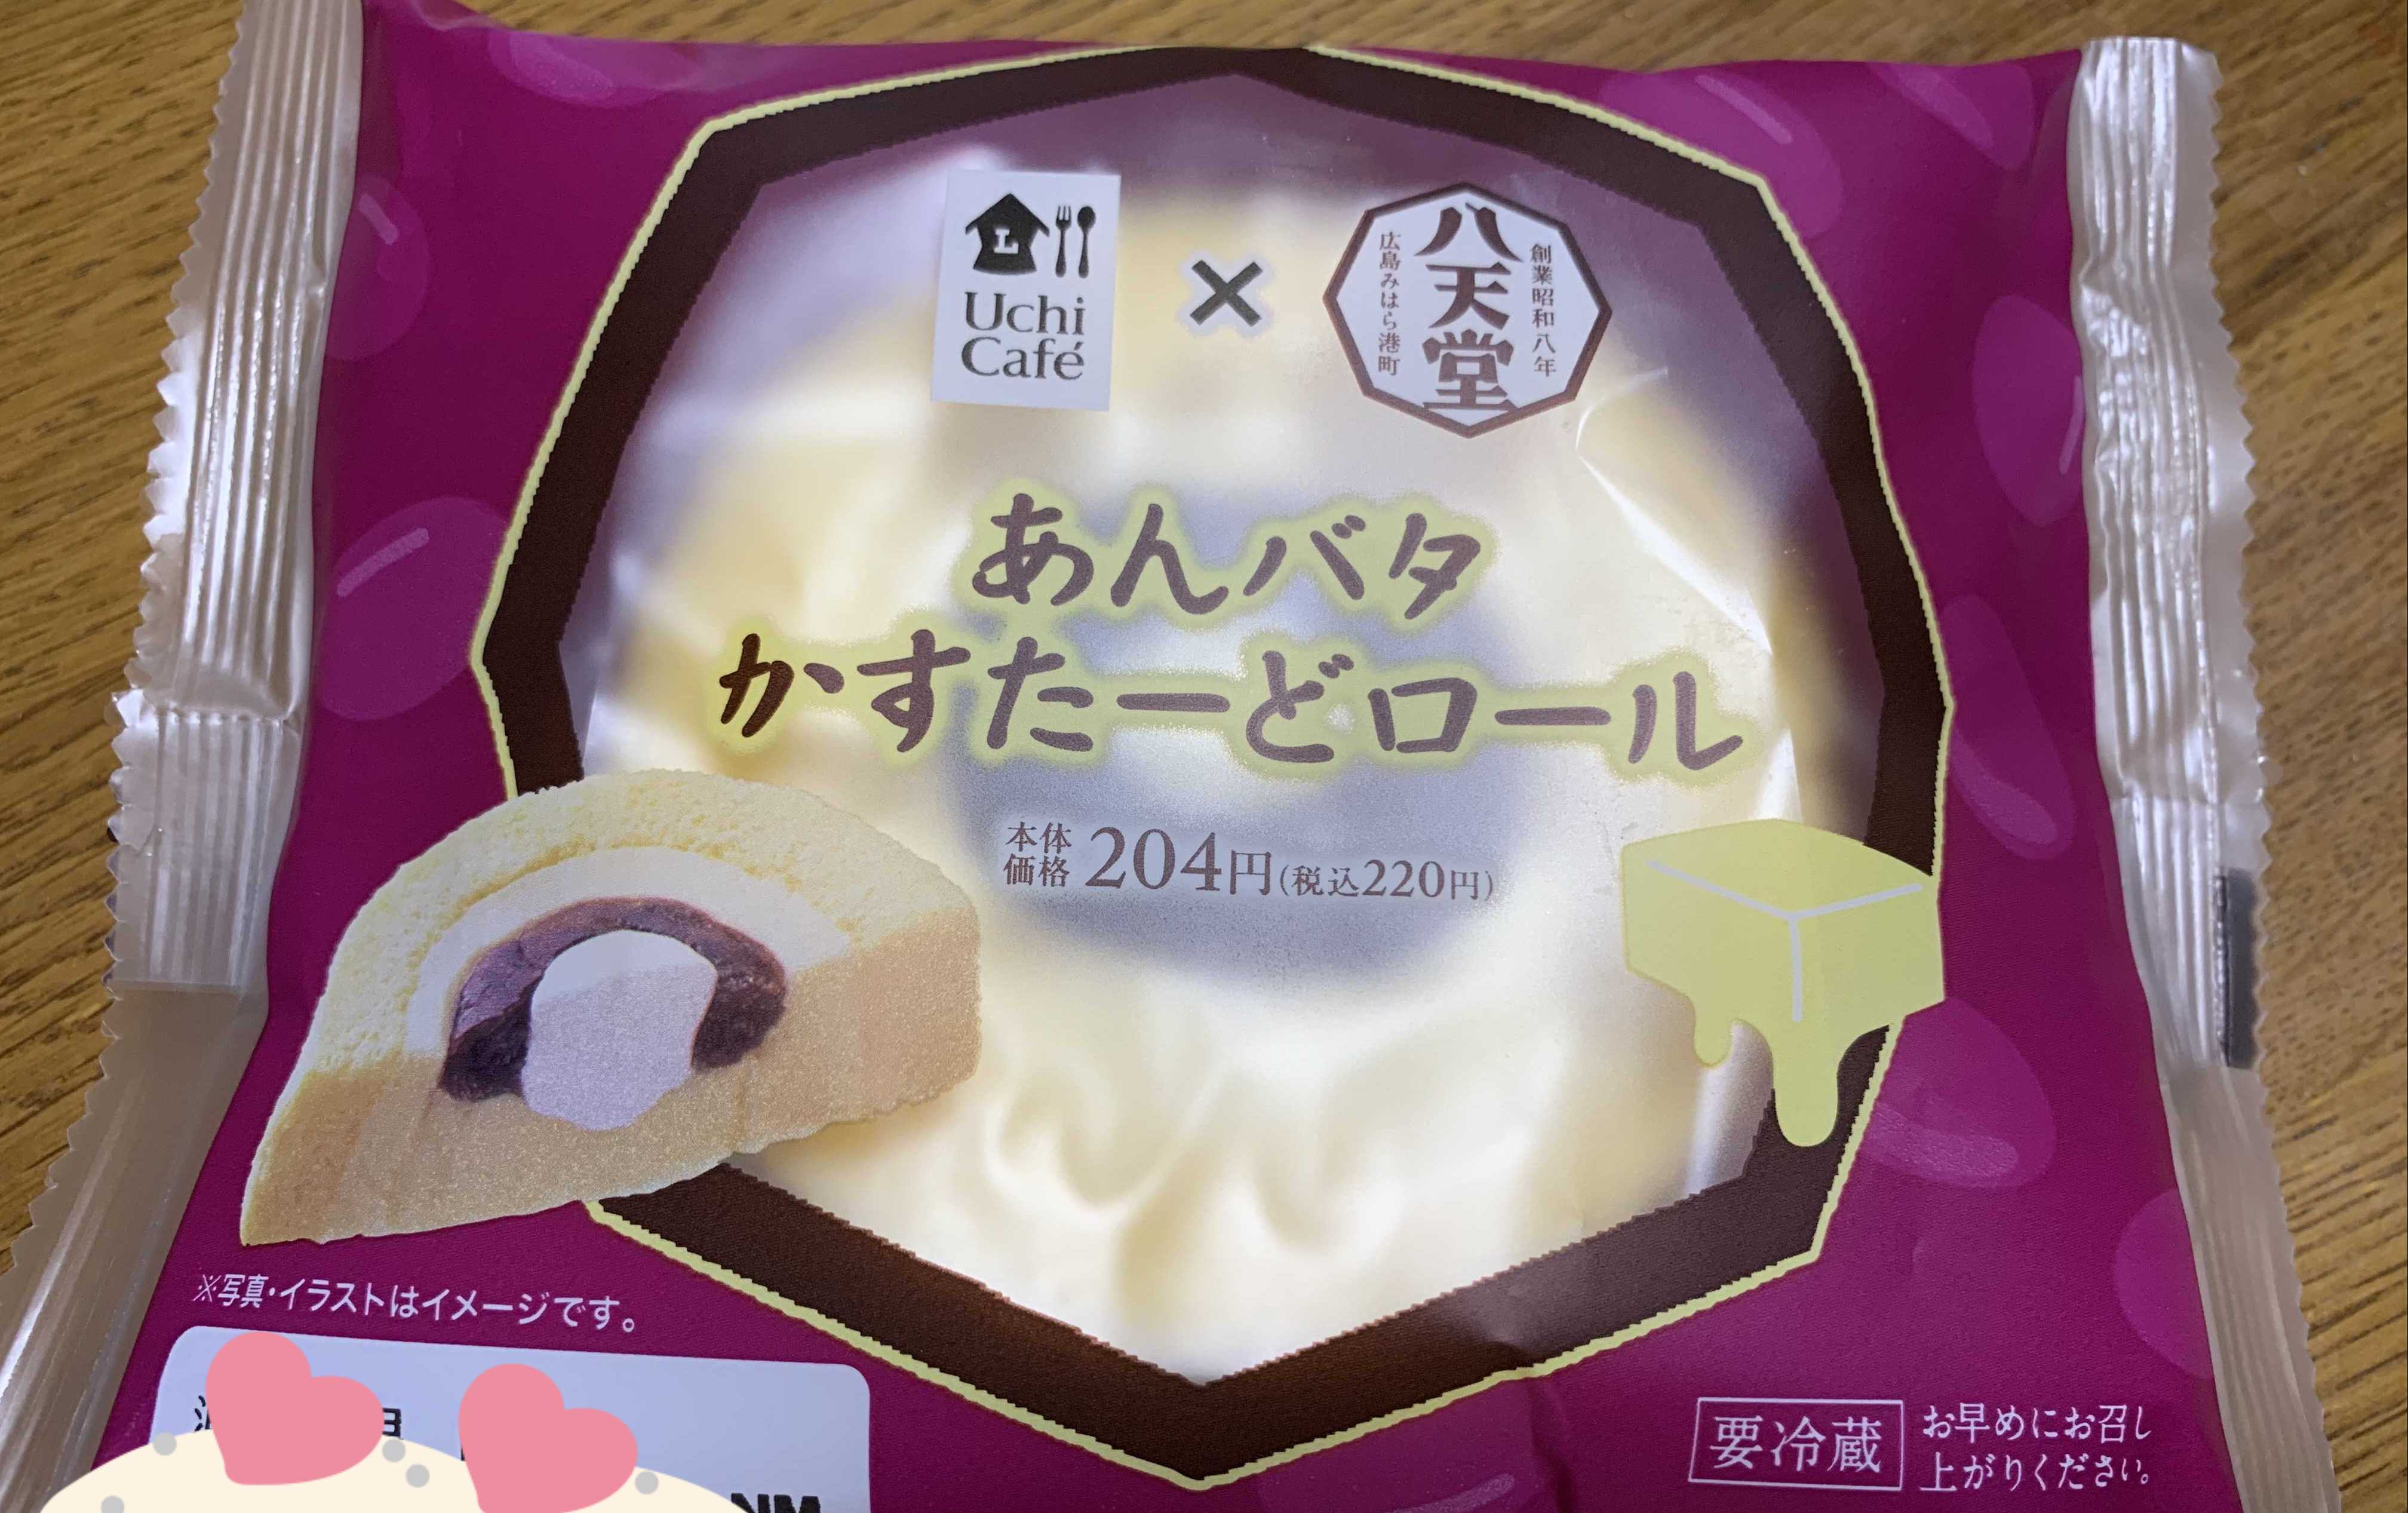 Uchi
Café
×
創業昭和八年
八天堂
広島みはら港町
あんバタ
かすたーどロール
本体
価格 204円(税込220円)
※写真・イラストはイメージです。
要冷蔵
お早めにお召し
上がりください。